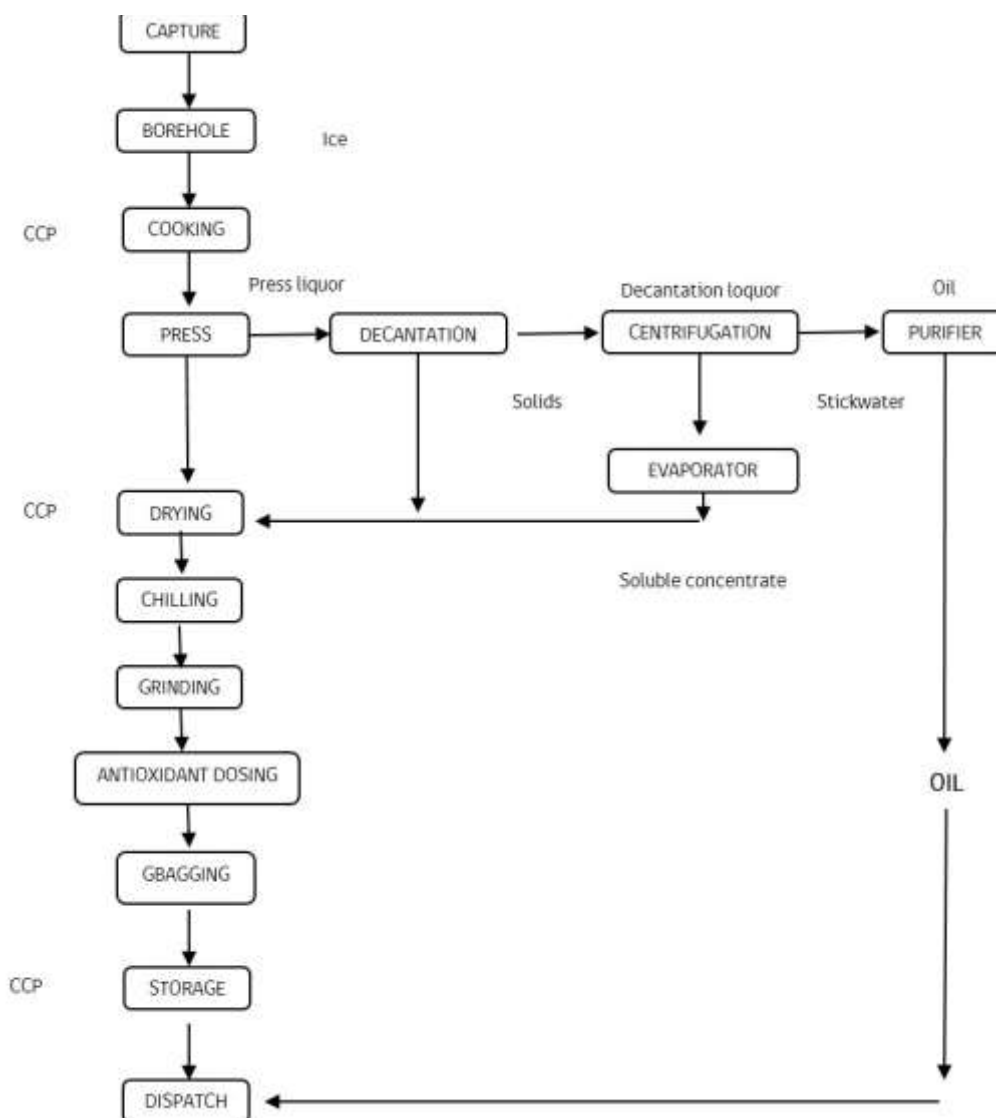 CAPTURE
BOREHOLE
Ice
CCP
COOKING
Press liquor
Decantation loquor
Oil
PRESS
DECANTATION
CENTRIFUGATION
PURIFIER
Solids
Stickwater
EVAPORATOR
CCP
DRYING
Soluble concentrate
CHILLING
GRINDING
ANTIOXIDANT DOSING
OIL
GBAGGING
CCP
STORAGE
DISPATCH